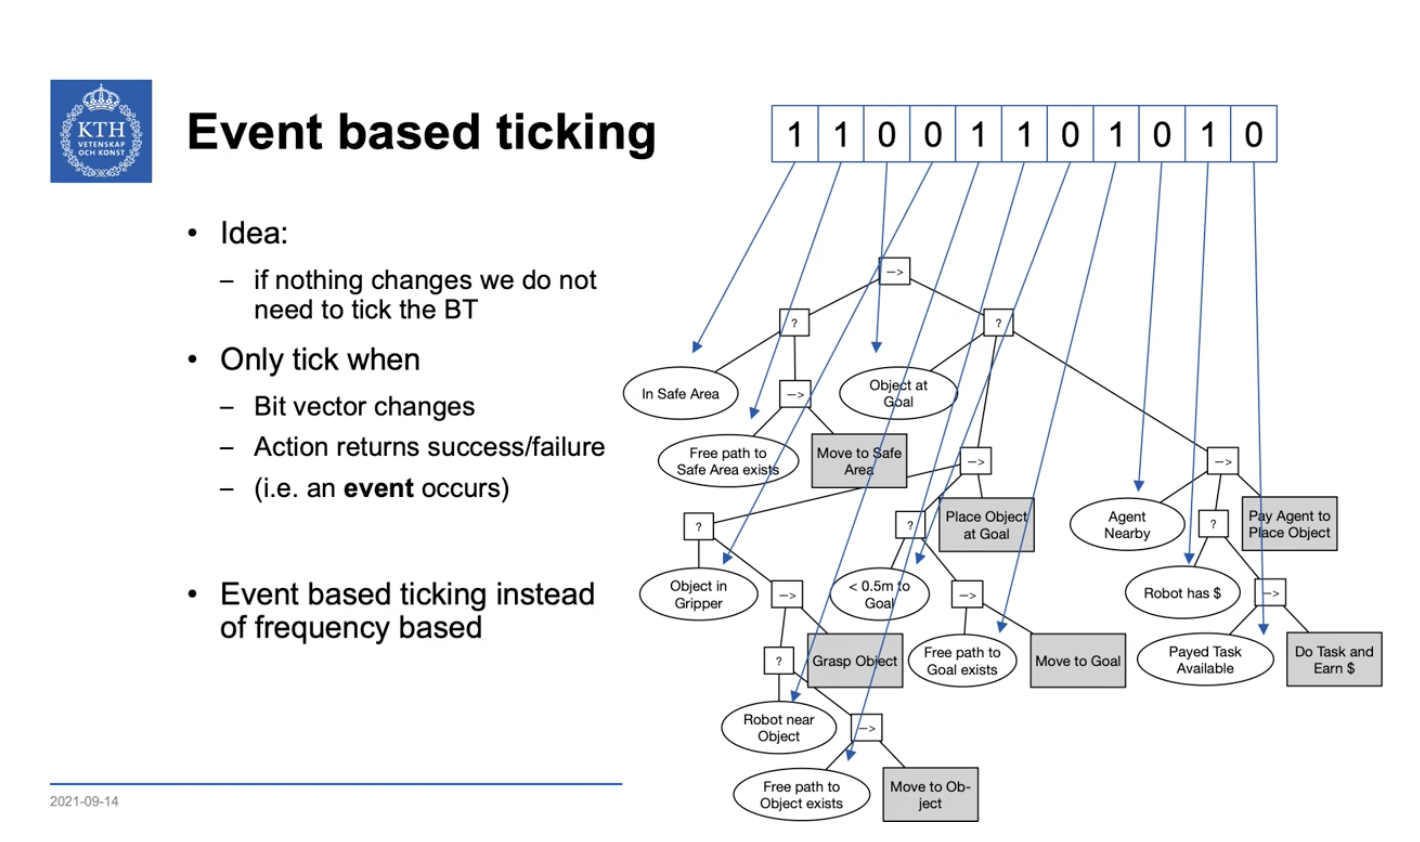 KTH
VETENSKAP
OCH KONST
Event based ticking
• Idea:
– if nothing changes we do not
need to tick the BT
• Only tick when
– Bit vector changes
– Action returns success/failure
– (i.e. an event occurs)
• Event based ticking instead
of frequency based
2021-09-14
1 1 0 0 1 1 0 1 0 1 0
–>
?
?
In Safe Area
–>
Object at
Goal
Free path to
Safe Area exists
Move to Safe
Area
–>
–>
?
?
Place Object
at Goal
Agent
Nearby
?
Pay Agent to
Place Object
Object in
Gripper
–>
< 0.5m to
Goal
–>
Robot has $
–>
?
Grasp Object
Free path to
Goal exists
Move to Goal
Payed Task
Available
Do Task and
Earn $
Robot near
Object
–>
Free path to
Object exists
Move to Ob-
ject